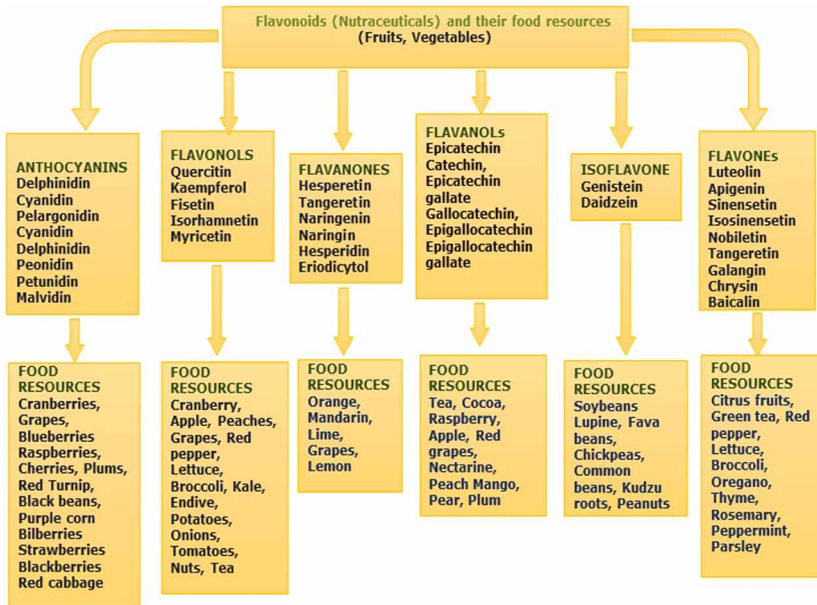 Flavonoids (Nutraceuticals) and their food resources
(Fruits, Vegetables)
ANTHOCYANINS
Delphinidin
Cyanidin
Pelargonidin
Cyanidin
Delphinidin
Peonidin
Petunidin
Malvidin
FLAVONOLS
Quercitin
Kaempferol
Fisetin
Isorhamnetin
Myricetin
FLAVANONES
Hesperetin
Tangeretin
Naringenin
Naringin
Hesperidin
Eriodicytol
FLAVANOLs
Epicatechin
Catechin,
Epicatechin
gallate
Gallocatechin,
Epigallocatechin
Epigallocatechin
gallate
ISOFLAVONE
Genistein
Daidzein
FLAVONEs
Luteolin
Apigenin
Sinensetin
Isosinensetin
Nobiletin
Tangeretin
Galangin
Chrysin
Baicalin
FOOD
RESOURCES
Cranberries,
Grapes,
Blueberries
Raspberries,
Cherries, Plums,
Red Turnip,
Black beans,
Purple corn
Bilberries
Strawberries
Blackberries
Red cabbage
FOOD
RESOURCES
Cranberry,
Apple, Peaches,
Grapes, Red
pepper,
Lettuce,
Broccoli, Kale,
Endive,
Potatoes,
Onions,
Tomatoes,
Nuts, Tea
FOOD
RESOURCES
Orange,
Mandarin,
Lime,
Grapes,
Lemon
FOOD
RESOURCES
Tea, Cocoa,
Raspberry,
Apple, Red
grapes,
Nectarine,
Peach Mango,
Pear, Plum
FOOD
RESOURCES
Soybeans
Lupine, Fava
beans,
Chickpeas,
Common
beans, Kudzu
roots, Peanuts
FOOD
RESOURCES
Citrus fruits,
Green tea, Red
pepper,
Lettuce,
Broccoli,
Oregano,
Thyme,
Rosemary,
Peppermint,
Parsley